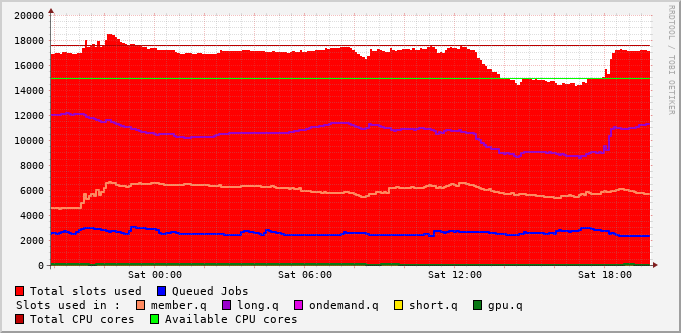 20000
18000
16000
14000
12000
10000
8000
6000
4000
2000
0
Sat 00:00 Sat 06:00 Sat 12:00 Sat 18:00
RRDTOOL / TOBI OETIKER
Total slots used Queued Jobs
Slots used in : member.q long.q ondemand.q short.q gpu.q
Total CPU cores Available CPU cores